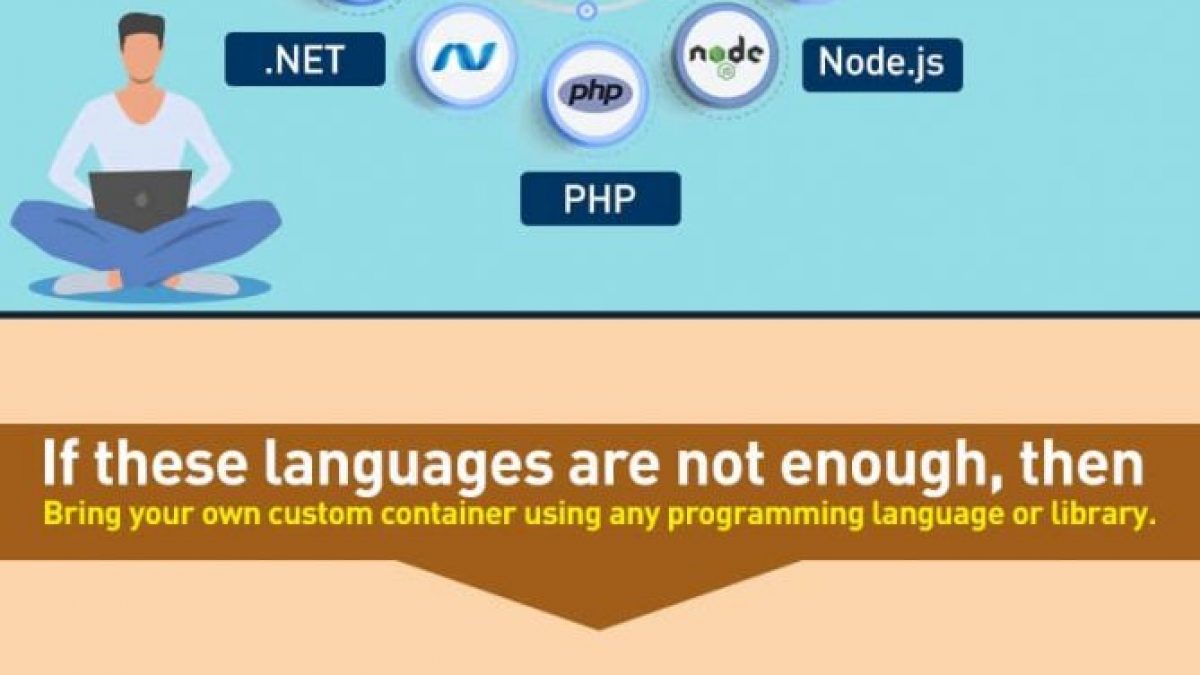 .NET
node
php
Node.js
PHP
If these languages are not enough, then
Bring your own custom container using any programming language or library.